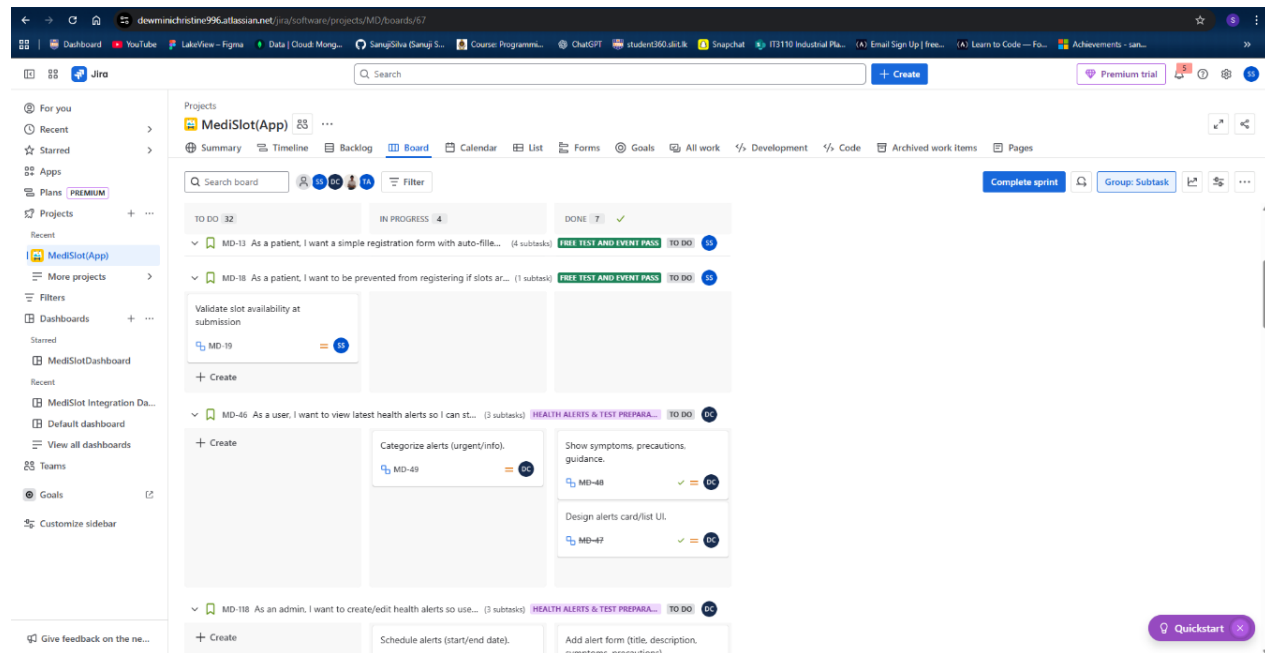 dewminichristine996.atlassian.net/jira/software/projects/MD/boards/67
S
Dashboard YouTube LakeView – Figma Data | Cloud: Mong... SanujiSilva (Sanuji S... Course: Programmi... ChatGPT student360.sliit.lk Snapchat IT3110 Industrial Pla... Email Sign Up | free... Learn to Code — Fo... Achievements - san...
Jira
Search
+ Create
Premium trial
5
SS
For you
Recent
Starred
Apps
Plans PREMIUM
Projects
Recent
MediSlot(App)
More projects
Filters
Dashboards
Starred
MediSlotDashboard
Recent
MediSlot Integration Da...
Default dashboard
View all dashboards
Teams
Goals
Customize sidebar
Give feedback on the ne...
Projects
MediSlot(App)
Summary Timeline Backlog Board Calendar List Forms Goals All work Development Code Archived work items Pages
Search board
SS DC TA
Filter
Complete sprint
Group: Subtask
TO DO 32 IN PROGRESS 4 DONE 7
MD-13 As a patient, I want a simple registration form with auto-fille... (4 subtasks) FREE TEST AND EVENT PASS TO DO SS
MD-18 As a patient, I want to be prevented from registering if slots ar... (1 subtask) FREE TEST AND EVENT PASS TO DO SS
Validate slot availability at
submission
MD-19 SS
+ Create
MD-46 As a user, I want to view latest health alerts so I can st... (3 subtasks) HEALTH ALERTS & TEST PREPARA... TO DO DC
+ Create
Categorize alerts (urgent/info).
MD-49 DC
Show symptoms, precautions,
guidance.
MD-48 DC
Design alerts card/list UI.
MD-47 DC
MD-118 As an admin, I want to create/edit health alerts so use... (3 subtasks) HEALTH ALERTS & TEST PREPARA... TO DO DC
+ Create
Schedule alerts (start/end date).
Add alert form (title, description,
symptoms, precautions)
Quickstart